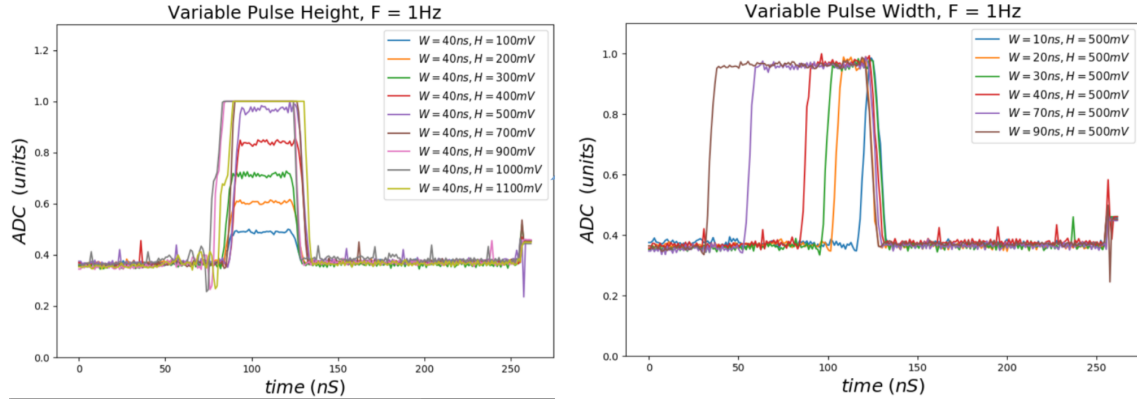 Variable Pulse Height, F = 1Hz
ADC (units)
1.2
1.0
0.8
0.6
0.4
0.2
0.0
W = 40ns, H = 100mV
W = 40ns, H = 200mV
W = 40ns, H = 300mV
W = 40ns, H = 400mV
W = 40ns, H = 500mV
W = 40ns, H = 700mV
W = 40ns, H = 900mV
W = 40ns, H = 1000mV
W = 40ns, H = 1100mV
0 50 100 150 200 250
time (nS)
Variable Pulse Width, F = 1Hz
ADC (units)
1.0
0.8
0.6
0.4
0.2
0.0
W = 10ns, H = 500mV
W = 20ns, H = 500mV
W = 30ns, H = 500mV
W = 40ns, H = 500mV
W = 70ns, H = 500mV
W = 90ns, H = 500mV
0 50 100 150 200 250
time (nS)